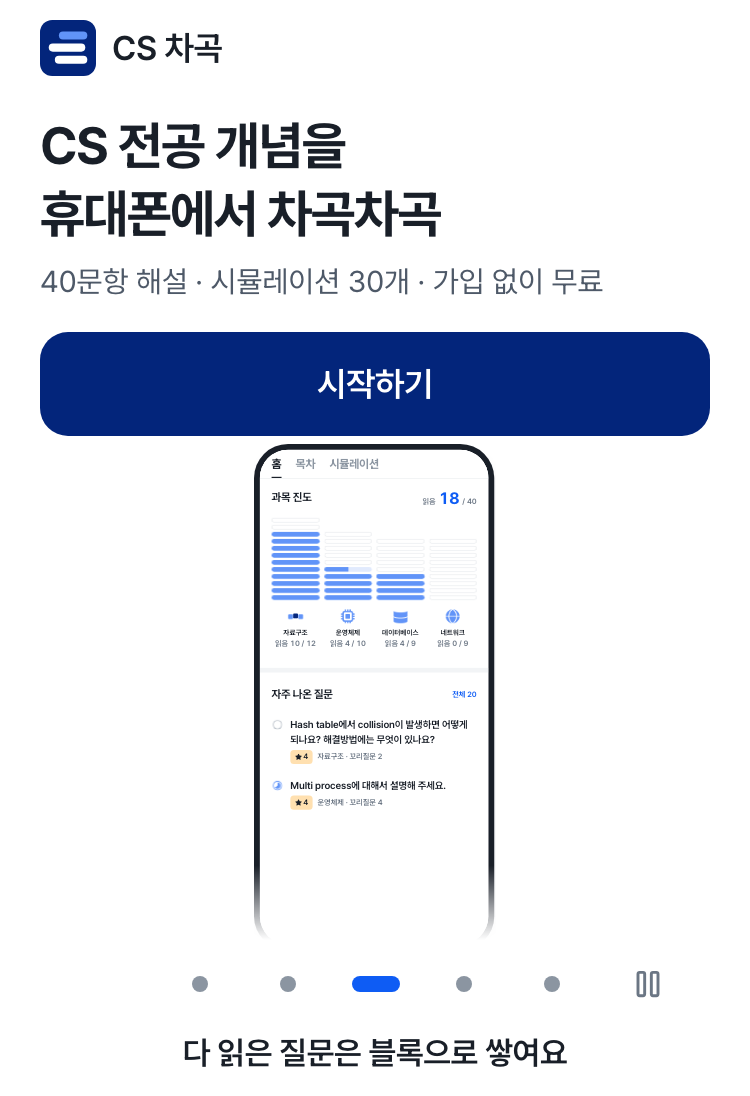 CS 차곡
CS 전공 개념을
휴대폰에서 차곡차곡
40문항 해설 · 시뮬레이션 30개 · 가입 없이 무료
시작하기
홈 목차 시뮬레이션
과목 진도 읽음 18 / 40
자료구조 운영체제 데이터베이스 네트워크
읽음 10 / 12 읽음 4 / 10 읽음 4 / 9 읽음 0 / 9
자주 나온 질문 전체 20
Hash table에서 collision이 발생하면 어떻게
되나요? 해결방법에는 무엇이 있나요?
★4 자료구조 · 꼬리질문 2
Multi process에 대해서 설명해 주세요.
★4 운영체제 · 꼬리질문 4
다 읽은 질문은 블록으로 쌓여요